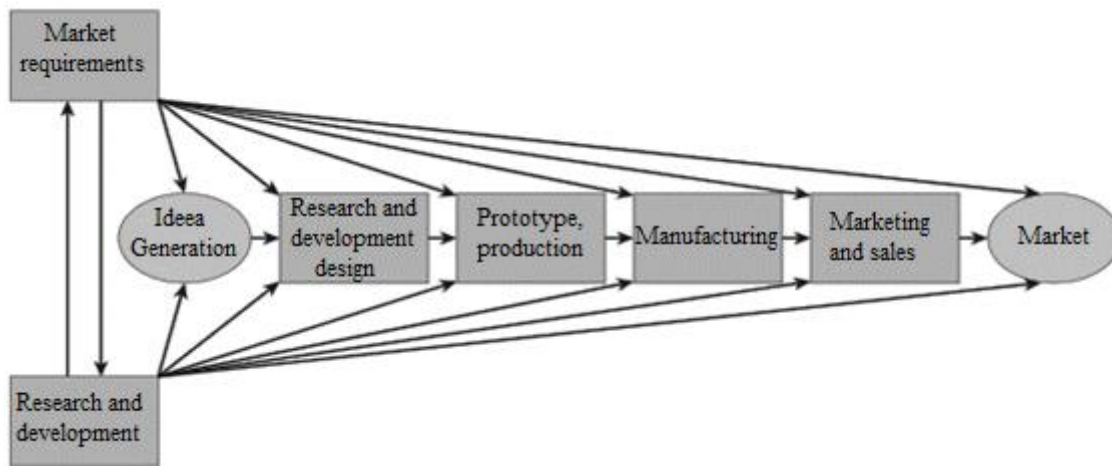 Market
requirements
Ideea
Generation
Research and
development
design
Prototype,
production
Manufacturing
Marketing
and sales
Market
Research and
development